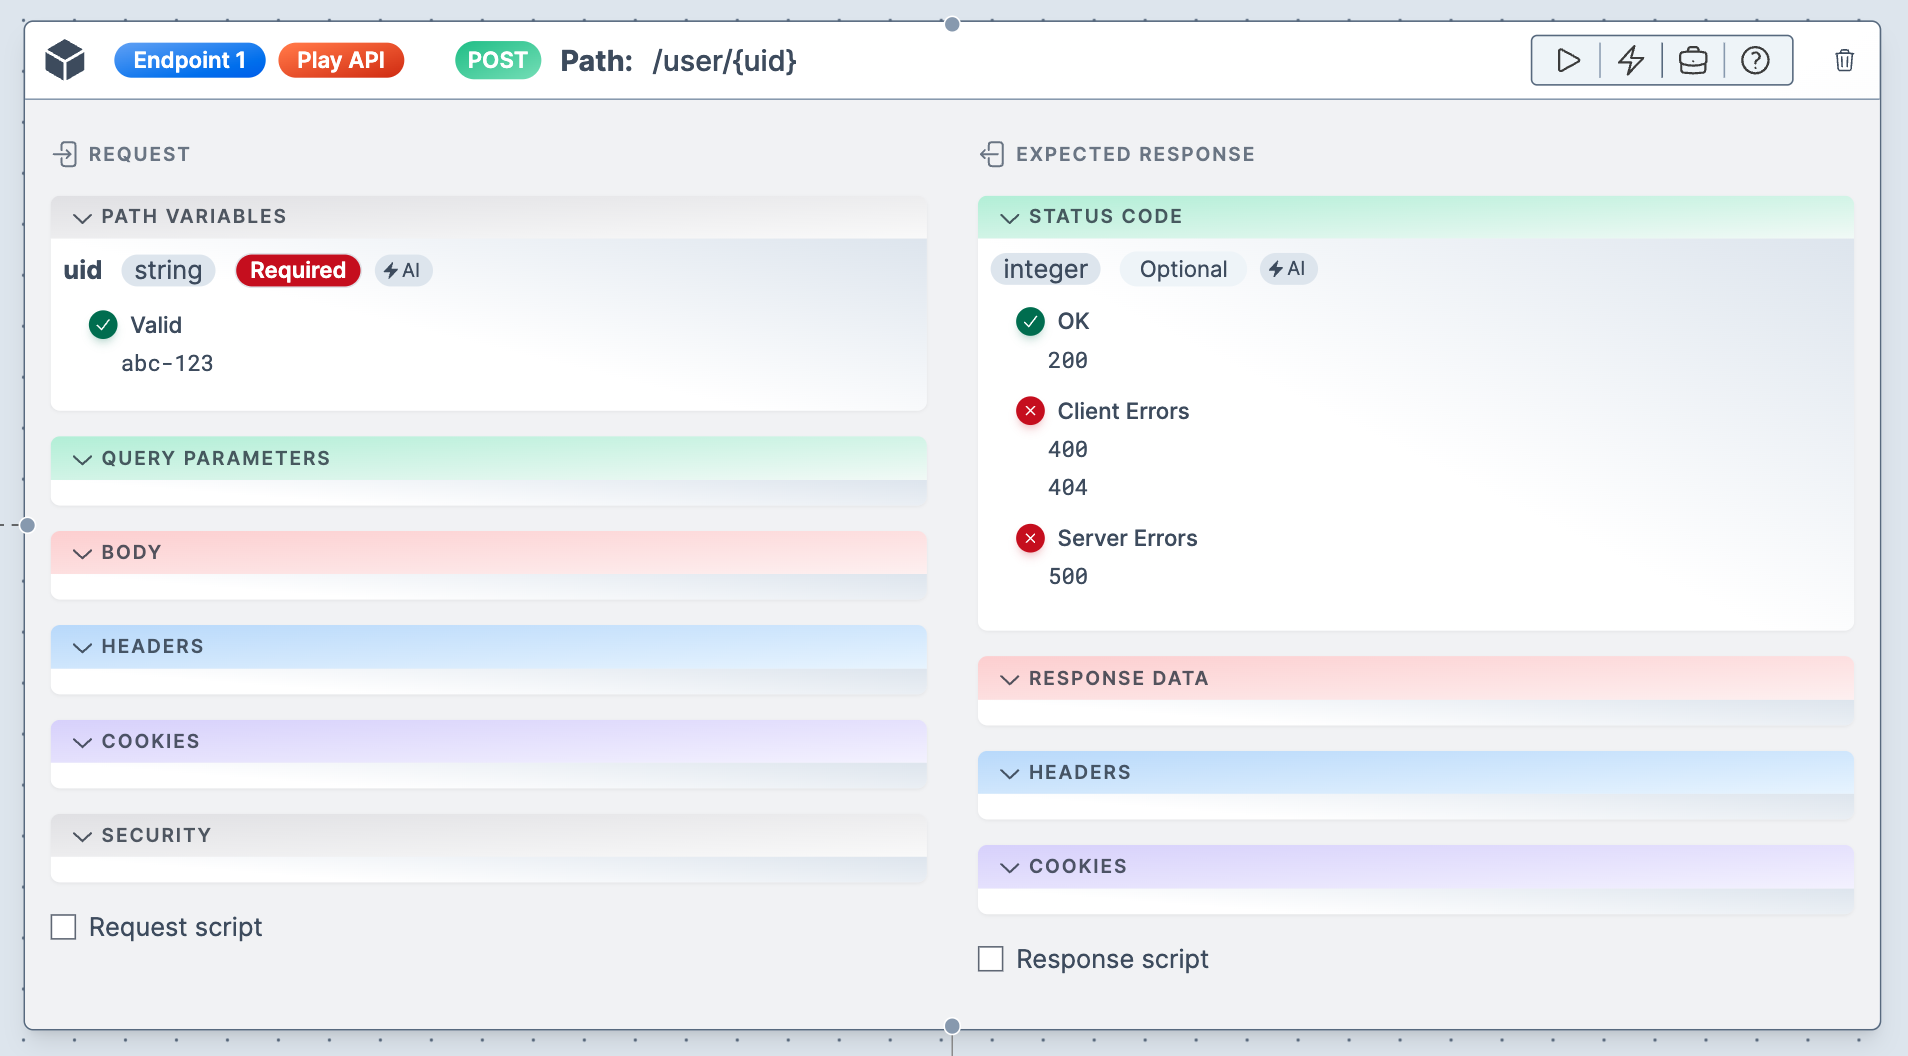 Endpoint 1 Play API POST Path: /user/{uid}
REQUEST
PATH VARIABLES
uid string Required AI
Valid
abc-123
QUERY PARAMETERS
BODY
HEADERS
COOKIES
SECURITY
Request script
EXPECTED RESPONSE
STATUS CODE
integer Optional AI
OK
200
Client Errors
400
404
Server Errors
500
RESPONSE DATA
HEADERS
COOKIES
Response script